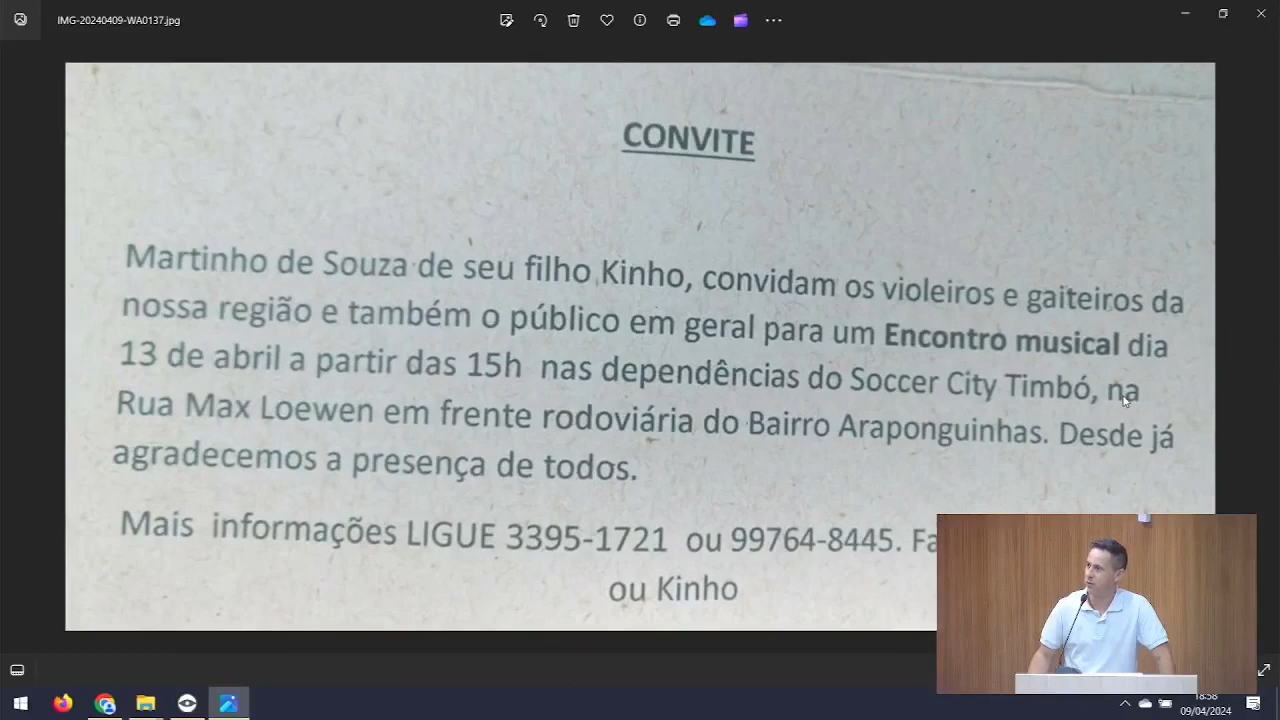 IMG-20240409-WA0137.jpg
CONVITE
Martinho de Souza de seu filho Kinho, convidam os violeiros e gaiteiros da
nossa região e também o público em geral para um Encontro musical dia
13 de abril a partir das 15h nas dependências do Soccer City Timbó, na
Rua Max Loewen em frente rodoviária do Bairro Araponguinhas. Desde já
agradecemos a presença de todos.
Mais informações LIGUE 3395-1721 ou 99764-8445.
ou Kinho
18:58
09/04/2024